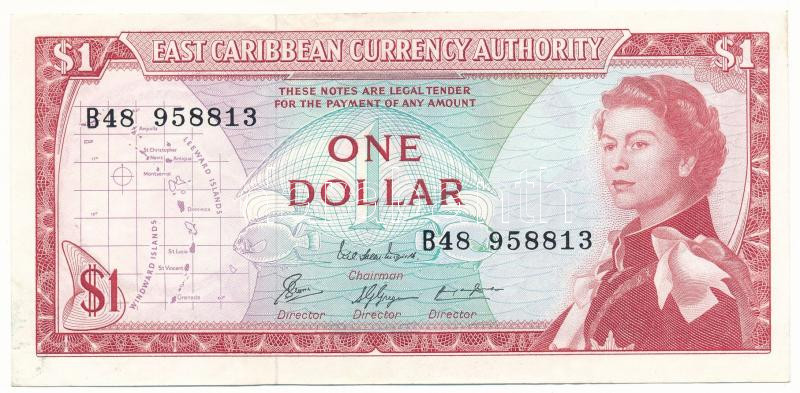 $1 EAST CARIBBEAN CURRENCY AUTHORITY $1
THESE NOTES ARE LEGAL TENDER
FOR THE PAYMENT OF ANY AMOUNT
B48 958813
Anguilla
St Christopher
Nevis Antigua
Montserrat
LEEWARD ISLANDS
Dominica
St Lucia
St Vincent
Grenada
WINDWARD ISLANDS
ONE
DOLLAR
1
B48 958813
Chairman
Director Director Director
$1